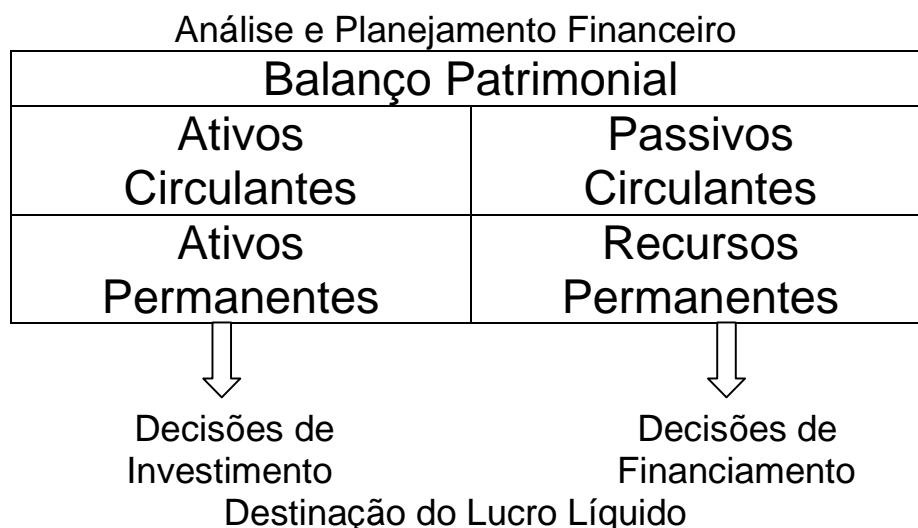 Análise e Planejamento Financeiro
Balanço Patrimonial
Ativos
Circulantes
Passivos
Circulantes
Ativos
Permanentes
Recursos
Permanentes
Decisões de
Investimento
Decisões de
Financiamento
Destinação do Lucro Líquido